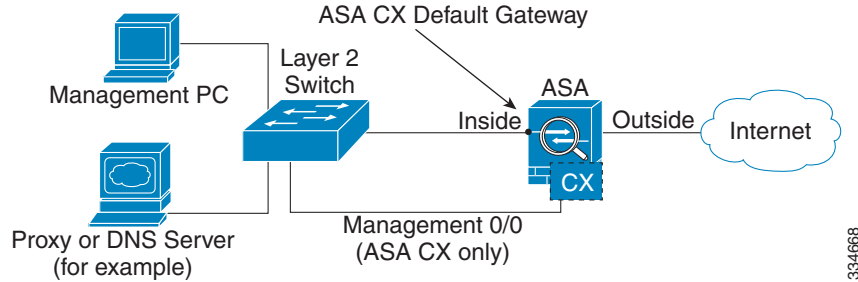 ASA CX Default Gateway
Layer 2
Switch
Management PC
ASA
Inside
Outside
Internet
CX
Management 0/0
(ASA CX only)
Proxy or DNS Server
(for example)
334668